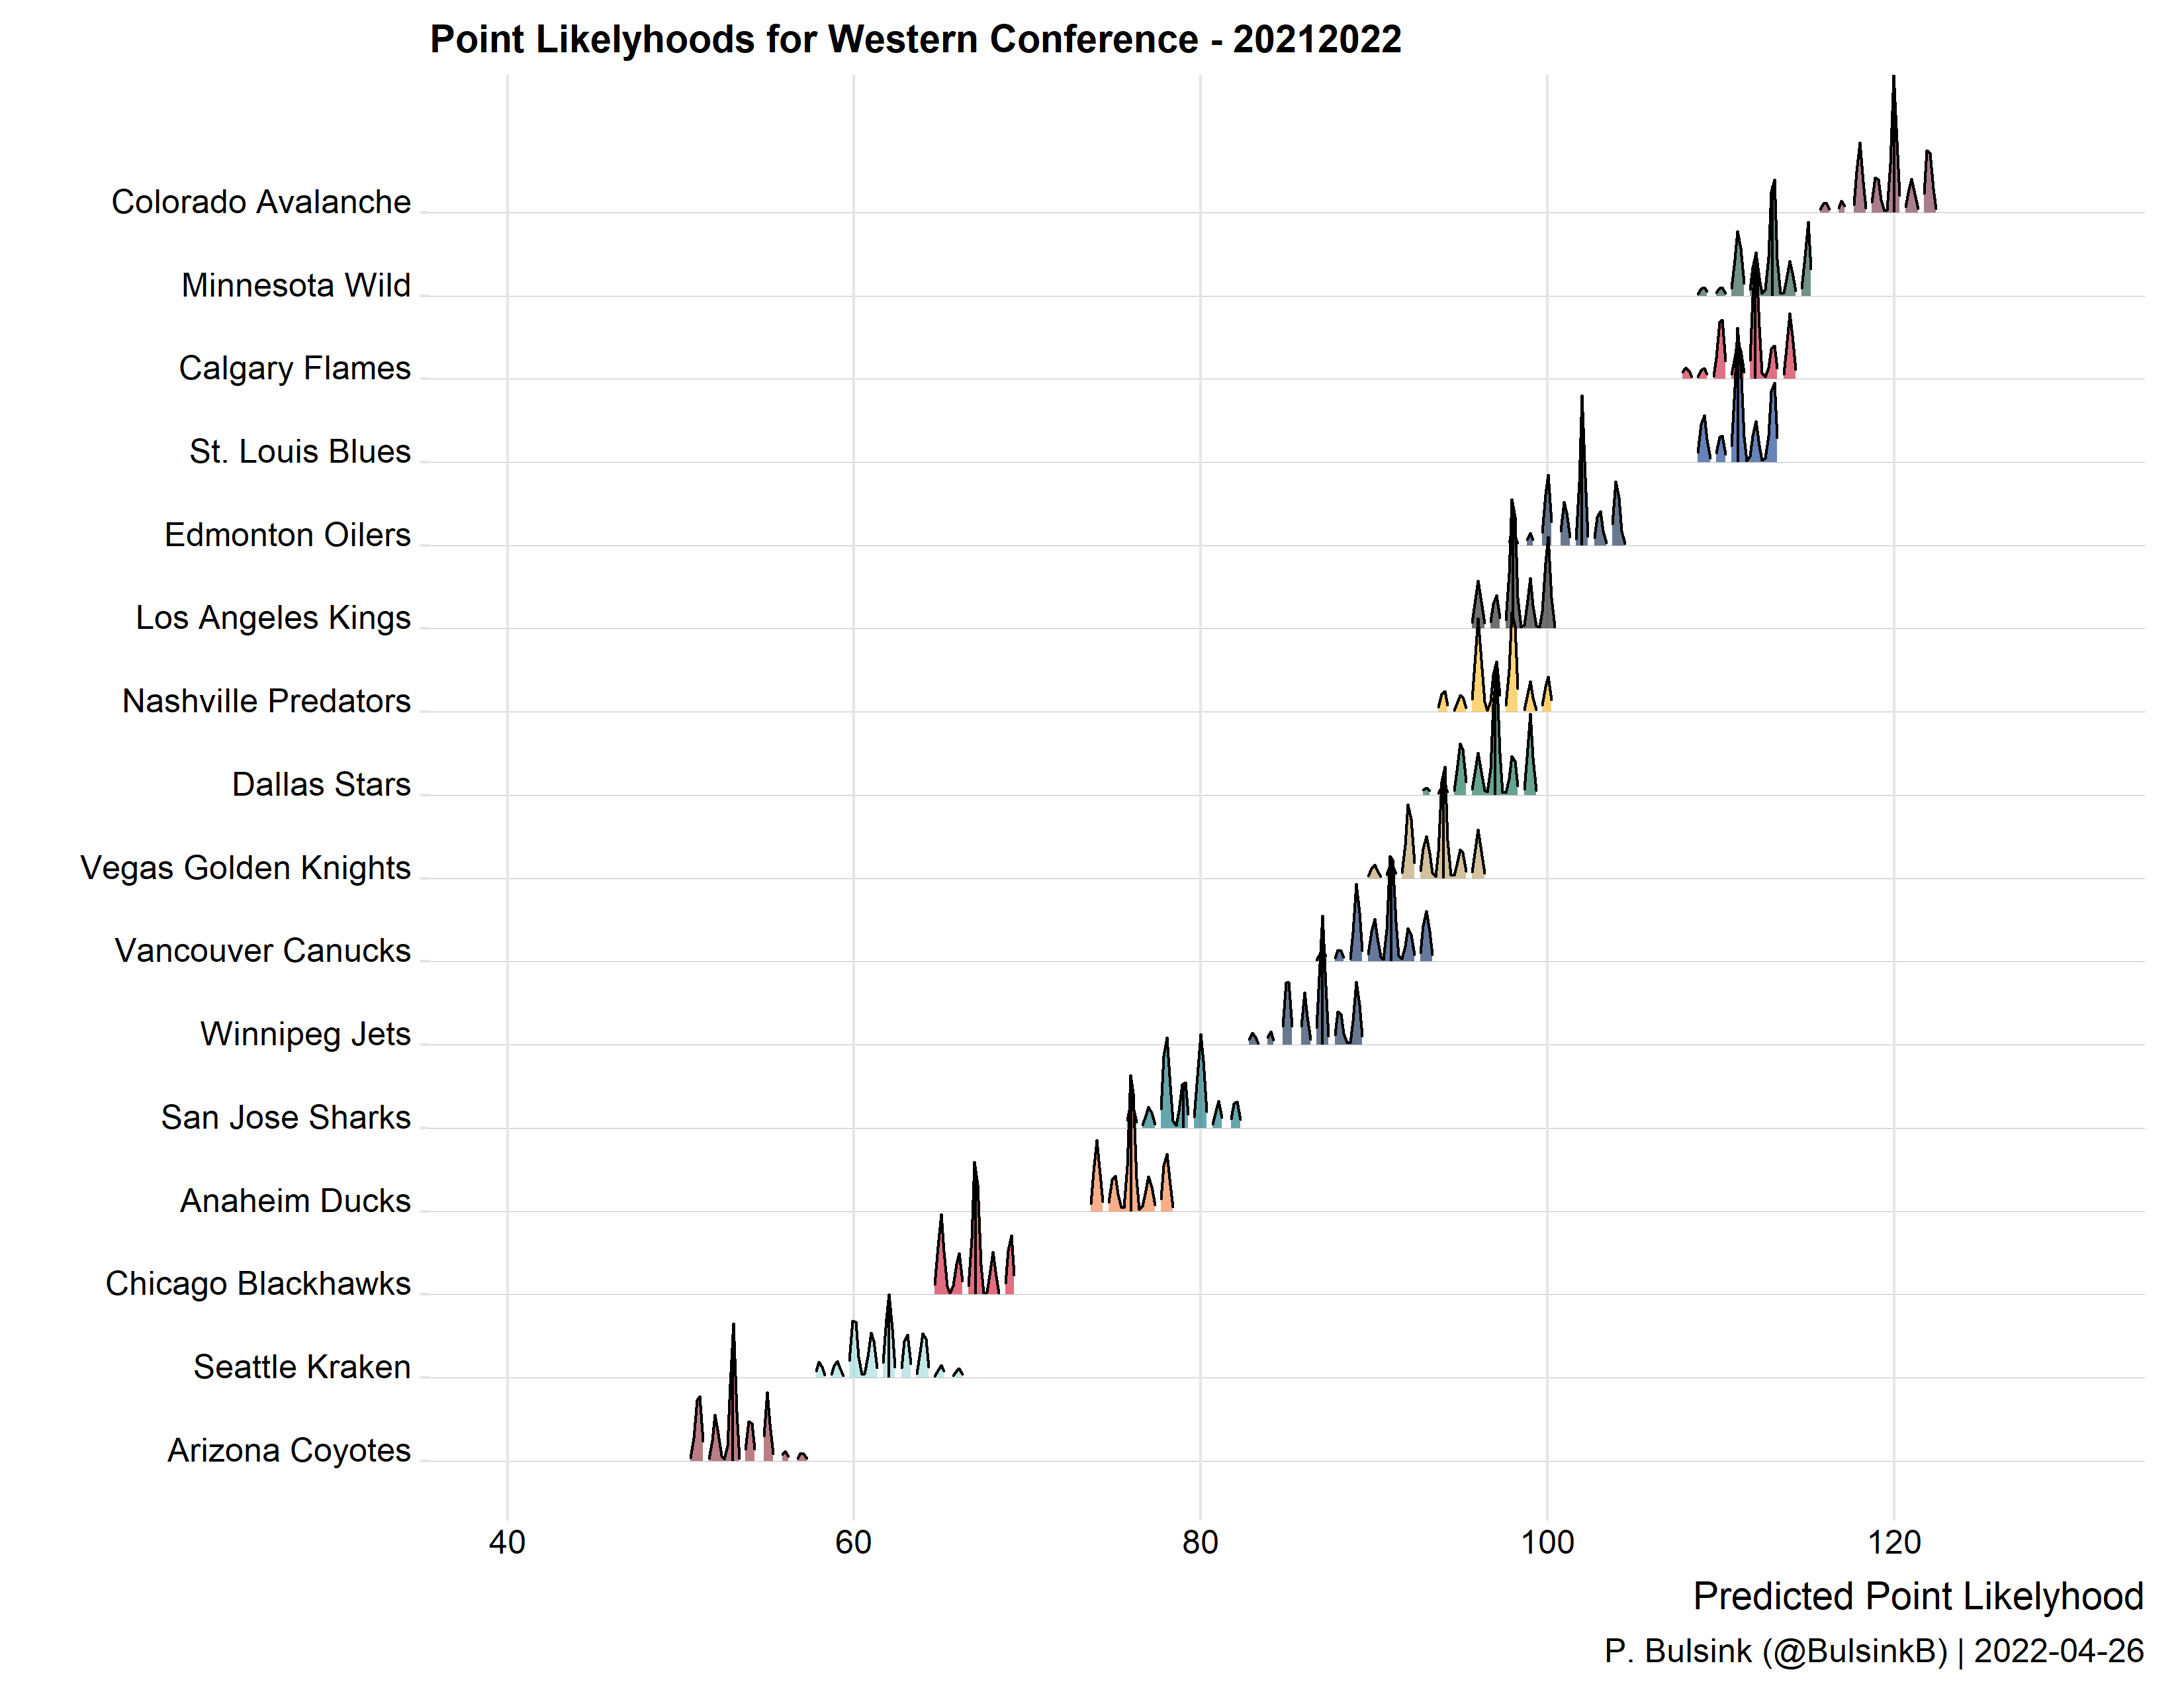 Point Likelyhoods for Western Conference - 20212022
Colorado Avalanche
Minnesota Wild
Calgary Flames
St. Louis Blues
Edmonton Oilers
Los Angeles Kings
Nashville Predators
Dallas Stars
Vegas Golden Knights
Vancouver Canucks
Winnipeg Jets
San Jose Sharks
Anaheim Ducks
Chicago Blackhawks
Seattle Kraken
Arizona Coyotes
40 60 80 100 120
Predicted Point Likelyhood
P. Bulsink (@BulsinkB) | 2022-04-26